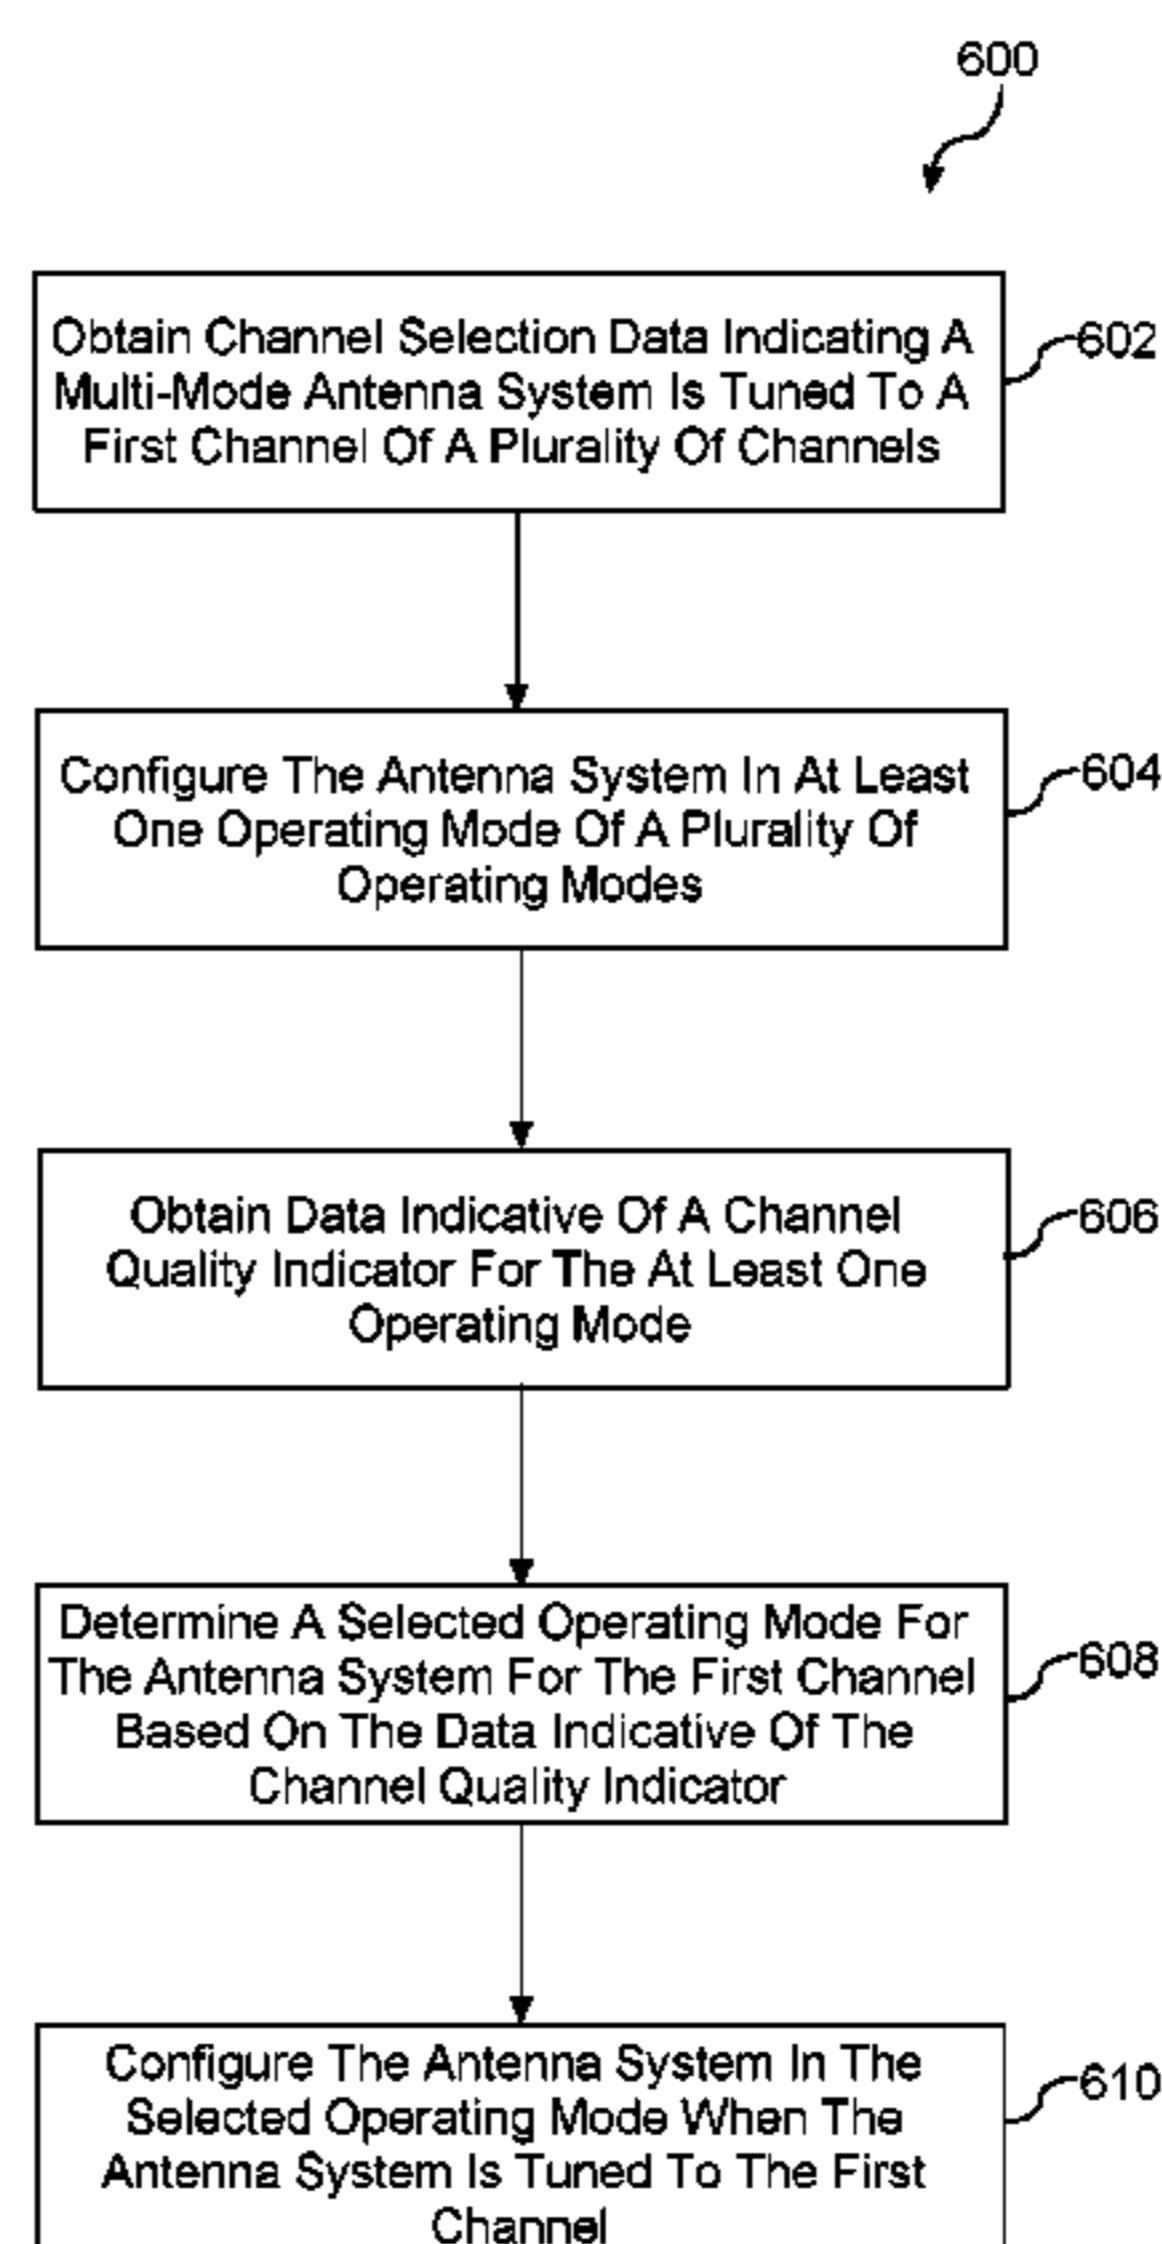 600
Obtain Channel Selection Data Indicating A
Multi-Mode Antenna System Is Tuned To A
First Channel Of A Plurality Of Channels
602
Configure The Antenna System In At Least
One Operating Mode Of A Plurality Of
Operating Modes
604
Obtain Data Indicative Of A Channel
Quality Indicator For The At Least One
Operating Mode
606
Determine A Selected Operating Mode For
The Antenna System For The First Channel
Based On The Data Indicative Of The
Channel Quality Indicator
608
Configure The Antenna System In The
Selected Operating Mode When The
Antenna System Is Tuned To The First
Channel
610